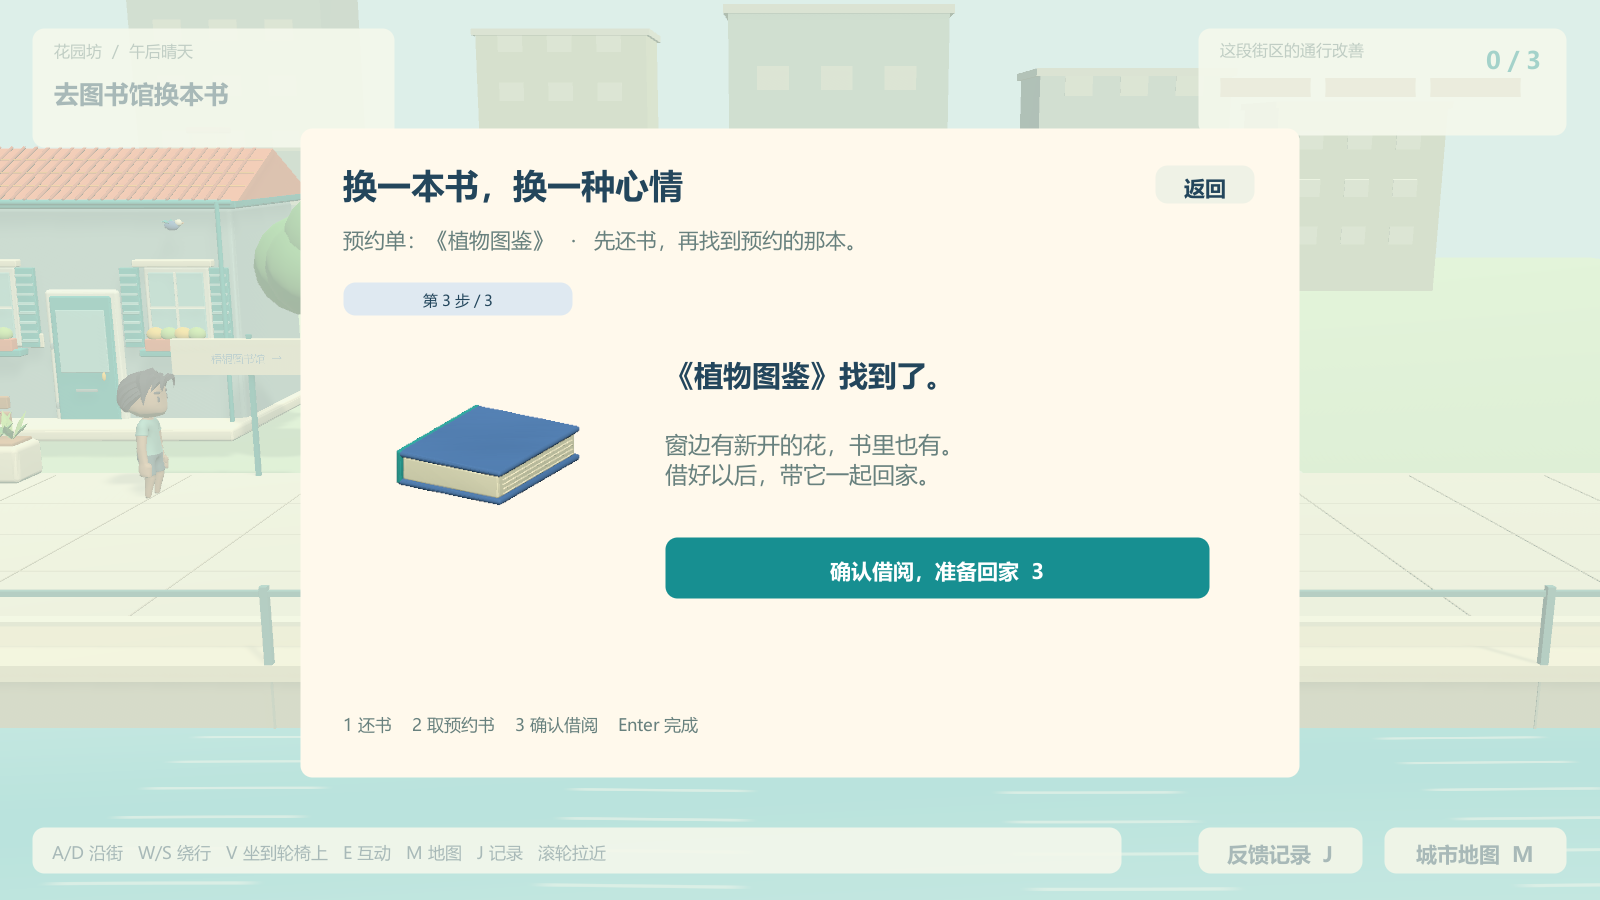 花园坊 / 午后晴天
去图书馆换本书
这段街区的通行改善
0 / 3
换一本书，换一种心情
返回
预约单：《植物图鉴》 · 先还书，再找到预约的那本。
第 3 步 / 3
《植物图鉴》找到了。
窗边有新开的花，书里也有。
借好以后，带它一起回家。
确认借阅，准备回家 3
1 还书 2 取预约书 3 确认借阅 Enter 完成
A/D 沿街 W/S 绕行 V 坐到轮椅上 E 互动 M 地图 J 记录 滚轮拉近
反馈记录 J
城市地图 M